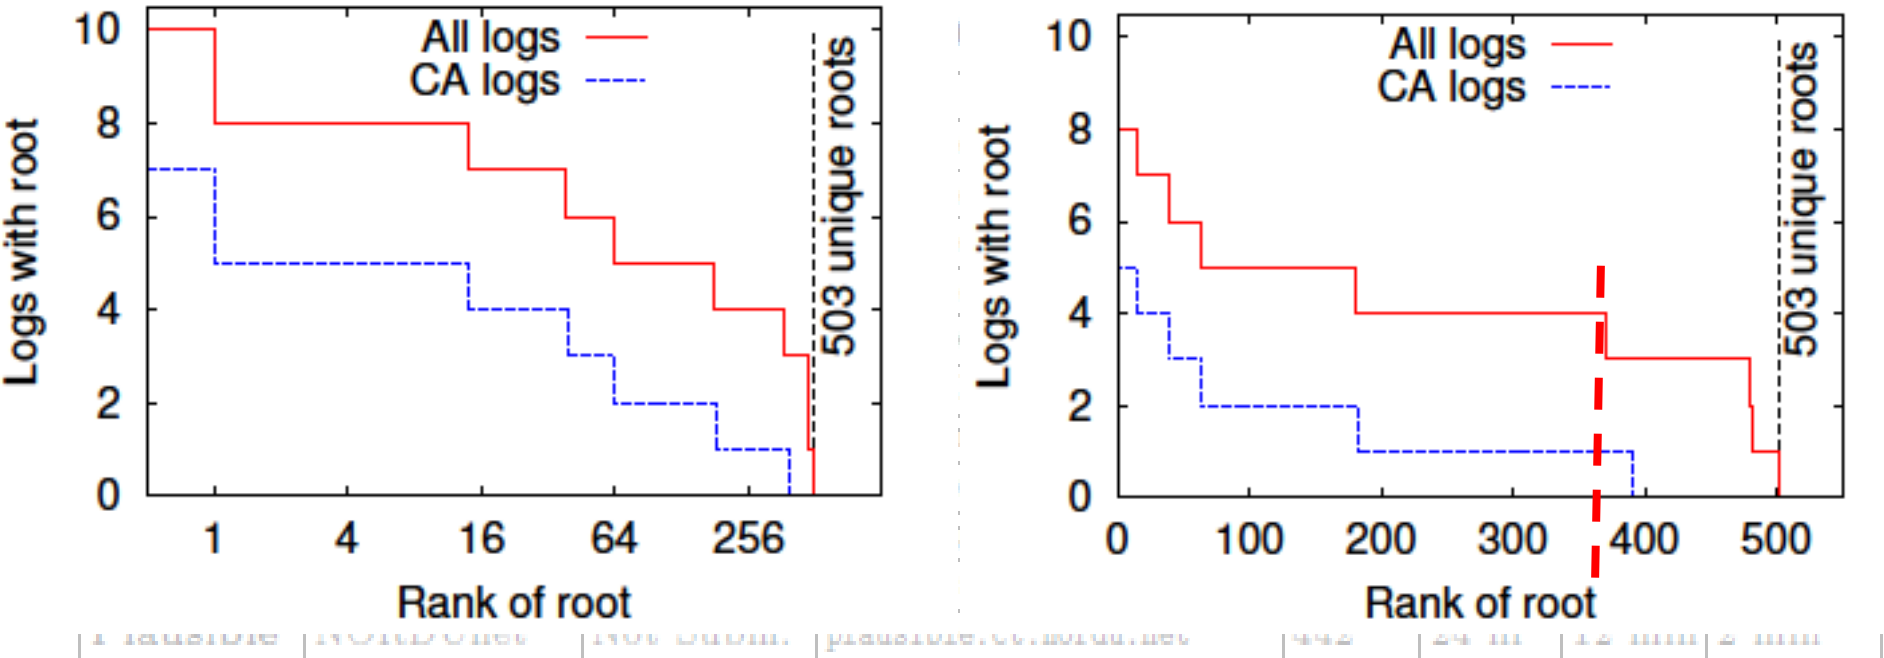 10
8
6
4
2
0
Logs with root
All logs
CA logs
503 unique roots
1 4 16 64 256
Rank of root
10
8
6
4
2
0
Logs with root
All logs
CA logs
503 unique roots
0 100 200 300 400 500
Rank of root